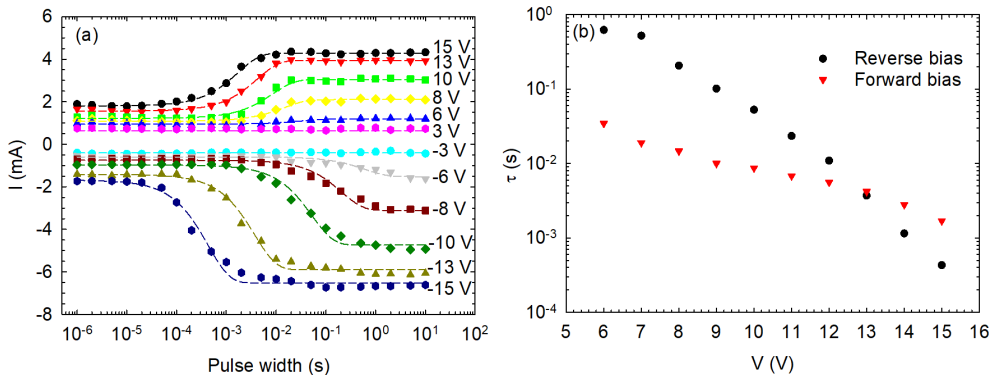 (a)
I (mA)
6
4
2
0
-2
-4
-6
-8
15 V
13 V
10 V
8 V
6 V
3 V
-3 V
-6 V
-8 V
-10 V
-13 V
-15 V
10⁻⁶ 10⁻⁵ 10⁻⁴ 10⁻³ 10⁻² 10⁻¹ 10⁰ 10¹ 10²
Pulse width (s)
(b)
Reverse bias
Forward bias
τ (s)
10⁰
10⁻¹
10⁻²
10⁻³
10⁻⁴
5 6 7 8 9 10 11 12 13 14 15 16
V (V)